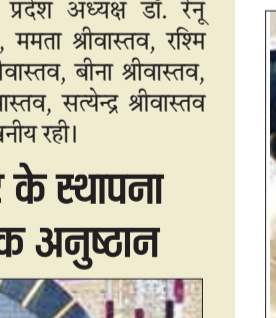 प्रदेश अध्यक्ष डॉ. रेनू
, ममता श्रीवास्तव, रश्मि
वास्तव, बीना श्रीवास्तव,
ास्तव, सत्येन्द्र श्रीवास्तव
नीय रही।
के स्थापना
क अनुष्ठान